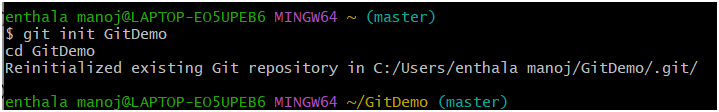 enthala manoj@LAPTOP-EO5UPEB6 MINGW64 ~ (master)
$ git init GitDemo
cd GitDemo
Reinitialized existing Git repository in C:/Users/enthala manoj/GitDemo/.git/
enthala manoj@LAPTOP-EO5UPEB6 MINGW64 ~/GitDemo (master)